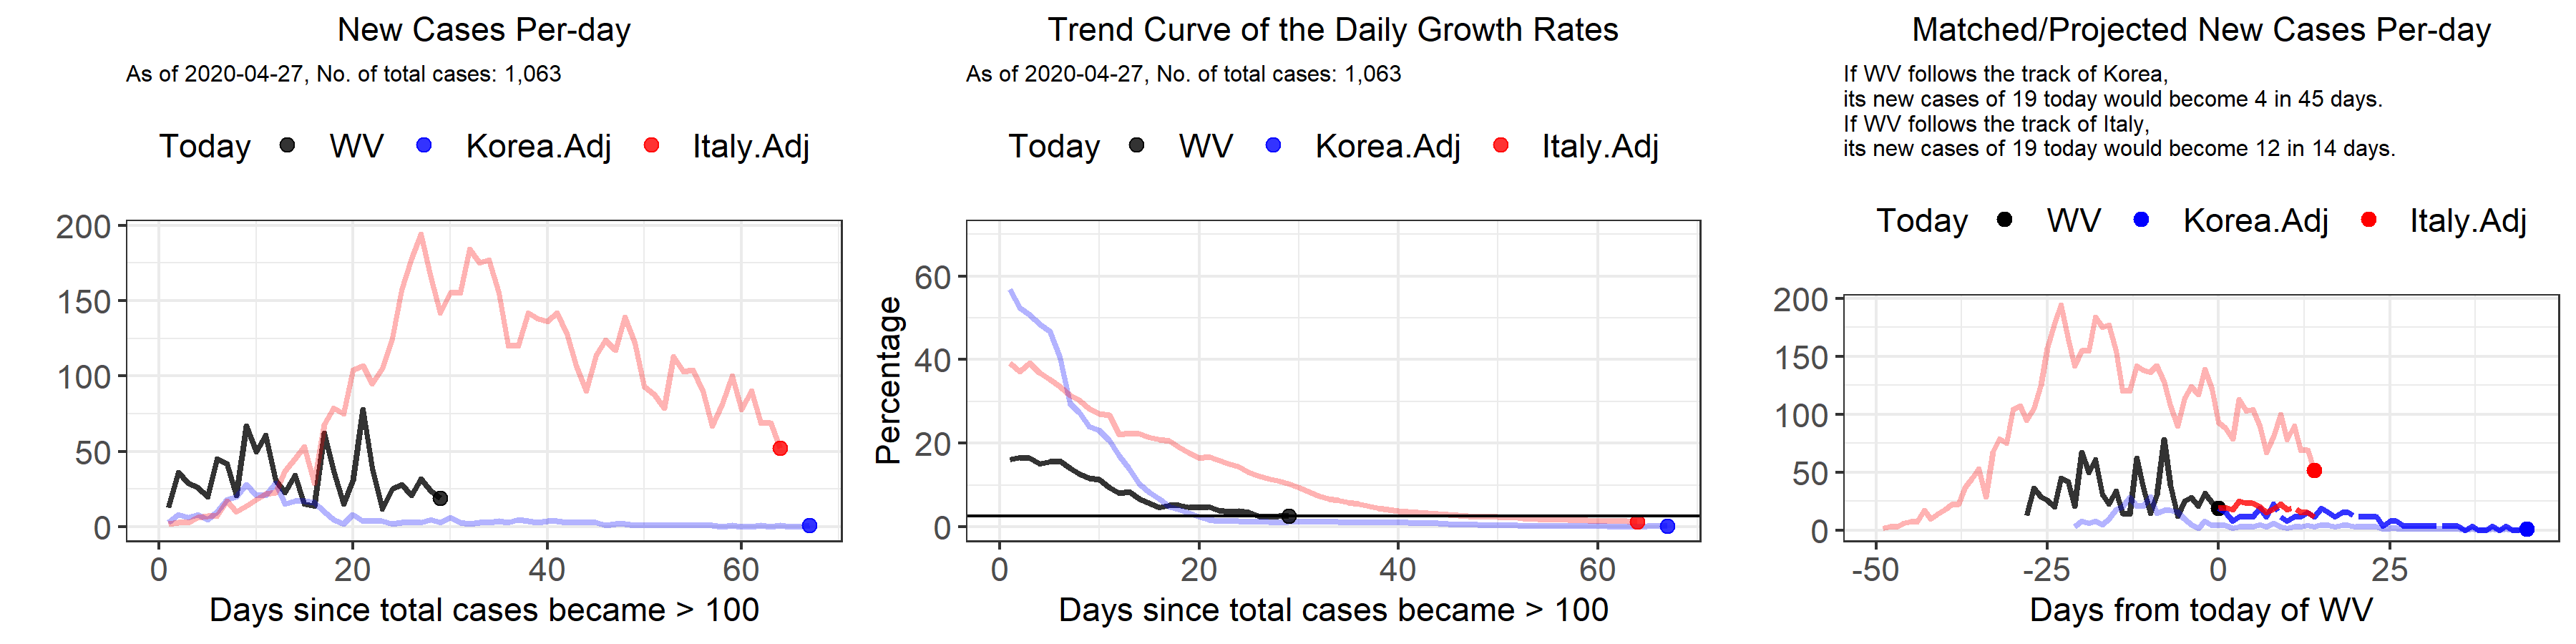 New Cases Per-day
As of 2020-04-27, No. of total cases: 1,063
Today WV Korea.Adj Italy.Adj
200
150
100
50
0
0 20 40 60
Days since total cases became > 100
Trend Curve of the Daily Growth Rates
As of 2020-04-27, No. of total cases: 1,063
Today WV Korea.Adj Italy.Adj
Percentage
60
40
20
0
0 20 40 60
Days since total cases became > 100
Matched/Projected New Cases Per-day
If WV follows the track of Korea,
its new cases of 19 today would become 4 in 45 days.
If WV follows the track of Italy,
its new cases of 19 today would become 12 in 14 days.
Today WV Korea.Adj Italy.Adj
200
150
100
50
0
-50 -25 0 25
Days from today of WV